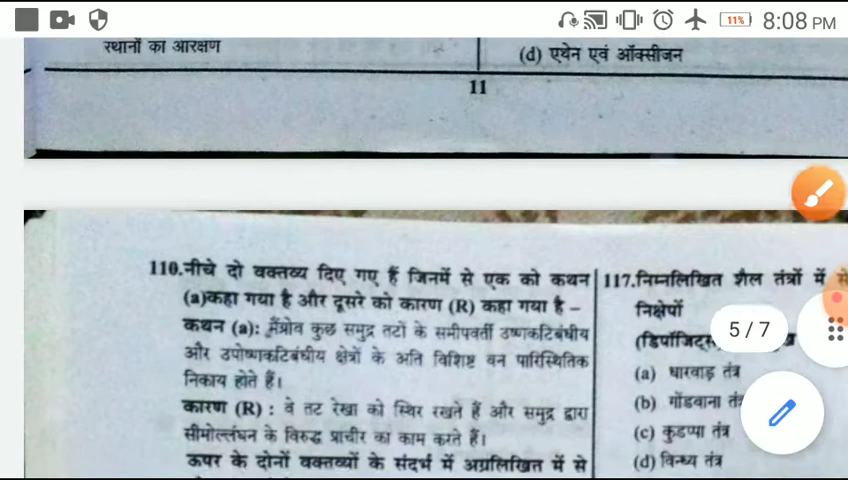 11% 8:08 PM
स्थानों का आरक्षण
(d) एथेन एवं ऑक्सीजन
11
110.नीचे दो वक्तव्य दिए गए हैं जिनमें से एक को कथन
(a)कहा गया है और दूसरे को कारण (R) कहा गया है –
कथन (a): मैंग्रोव कुछ समुद्र तटों के समीपवर्ती उष्णकटिबंधीय
और उपोष्णकटिबंधीय क्षेत्रों के अति विशिष्ट वन पारिस्थितिक
निकाय होते हैं।
कारण (R) : वे तट रेखा को स्थिर रखते हैं और समुद्र द्वारा
सीमोल्लंघन के विरुद्ध प्राचीर का काम करते हैं।
ऊपर के दोनों वक्तव्यों के संदर्भ में अग्रलिखित में से
117.निम्नलिखित शैल तंत्रों में से
निक्षेपों
(डिपॉजिट्स
5 / 7
(a) धारवाड़ तंत्र
(b) गोंडवाना
(c) कुडप्पा तंत्र
(d) विन्ध्य तंत्र